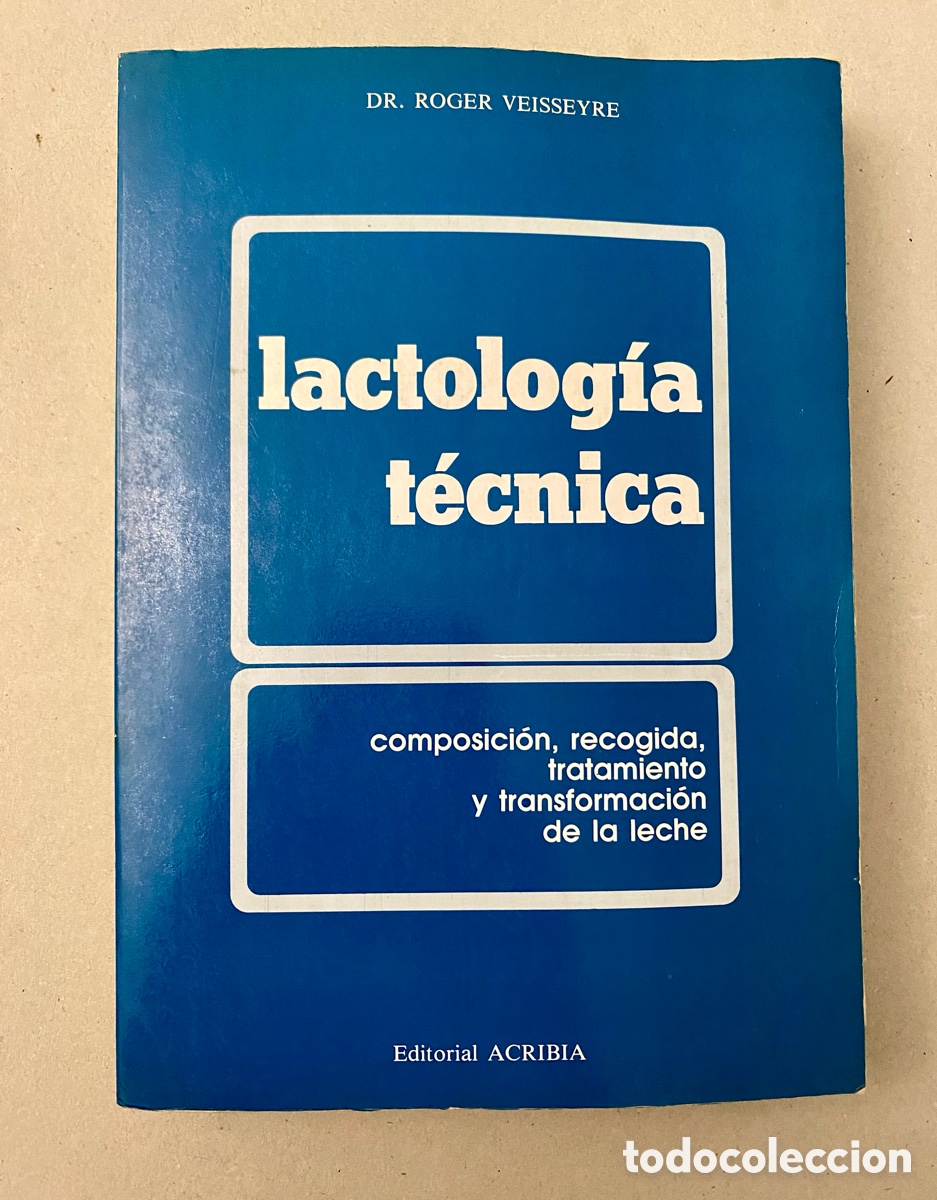 DR. ROGER VEISSEYRE
lactología
técnica
composición, recogida,
tratamiento
y transformación
de la leche
Editorial ACRIBIA
todocoleccion